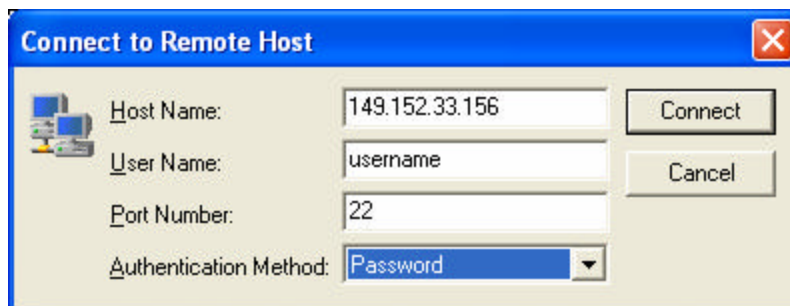 Connect to Remote Host
Host Name: 149.152.33.156 Connect
User Name: username Cancel
Port Number: 22
Authentication Method: Password